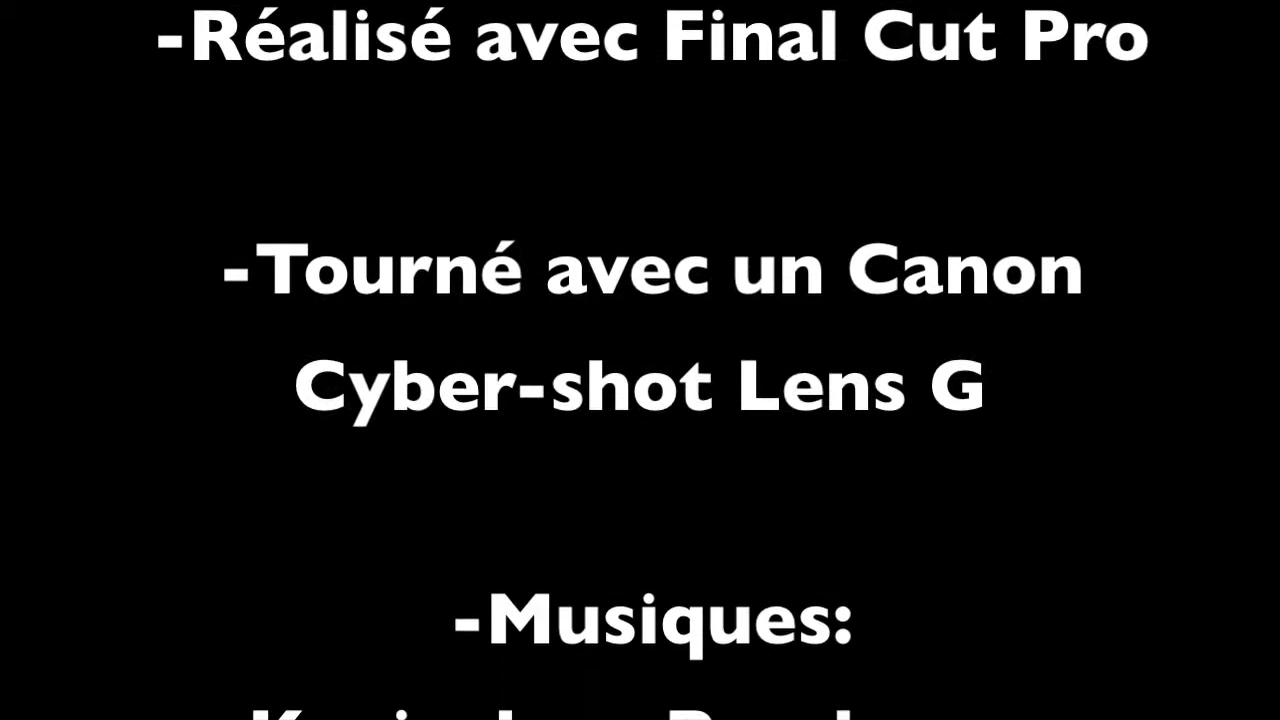 -Réalisé avec Final Cut Pro
-Tourné avec un Canon
Cyber-shot Lens G
-Musiques: